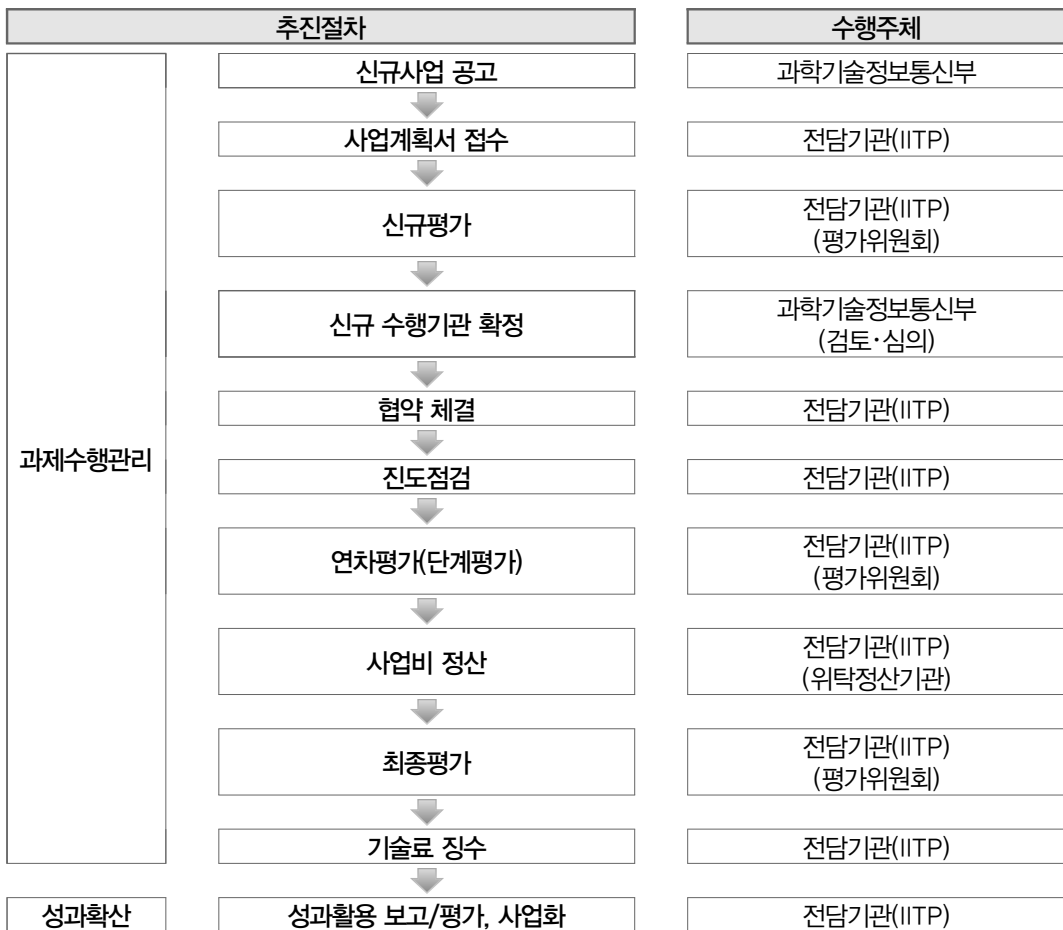 추진절차
수행주체
신규사업 공고
과학기술정보통신부
사업계획서 접수
전담기관(IITP)
신규평가
전담기관(IITP)
(평가위원회)
신규 수행기관 확정
과학기술정보통신부
(검토·심의)
협약 체결
전담기관(IITP)
과제수행관리
진도점검
전담기관(IITP)
연차평가(단계평가)
전담기관(IITP)
(평가위원회)
사업비 정산
전담기관(IITP)
(위탁정산기관)
최종평가
전담기관(IITP)
(평가위원회)
기술료 징수
전담기관(IITP)
성과확산
성과활용 보고/평가, 사업화
전담기관(IITP)